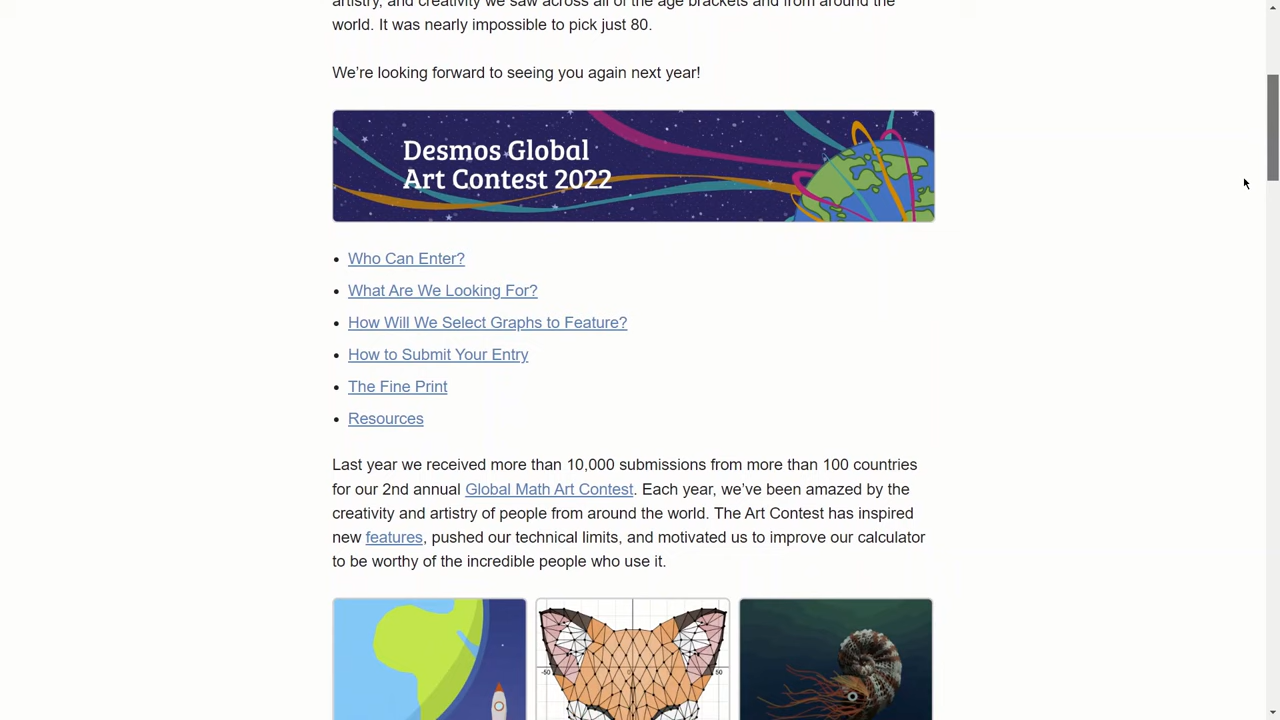 artistry, and creativity we saw across all of the age brackets and from around the
world. It was nearly impossible to pick just 80.
We're looking forward to seeing you again next year!
Desmos Global
Art Contest 2022
• Who Can Enter?
• What Are We Looking For?
• How Will We Select Graphs to Feature?
• How to Submit Your Entry
• The Fine Print
• Resources
Last year we received more than 10,000 submissions from more than 100 countries
for our 2nd annual Global Math Art Contest. Each year, we've been amazed by the
creativity and artistry of people from around the world. The Art Contest has inspired
new features, pushed our technical limits, and motivated us to improve our calculator
to be worthy of the incredible people who use it.
-50
50